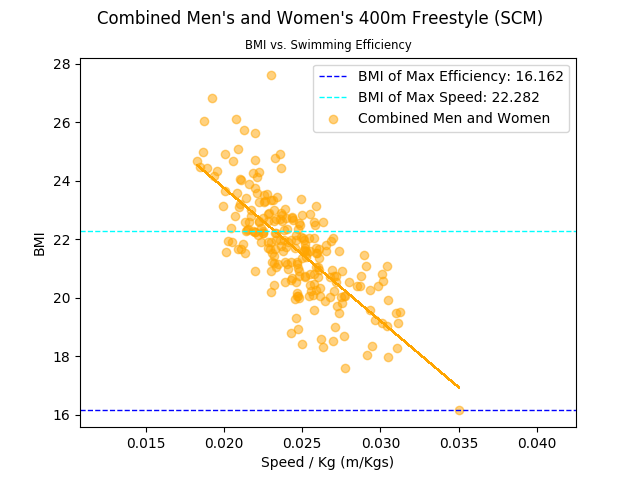 Combined Men's and Women's 400m Freestyle (SCM)
BMI vs. Swimming Efficiency
BMI of Max Efficiency: 16.162
BMI of Max Speed: 22.282
Combined Men and Women
BMI
28
26
24
22
20
18
16
0.015 0.020 0.025 0.030 0.035 0.040
Speed / Kg (m/Kgs)